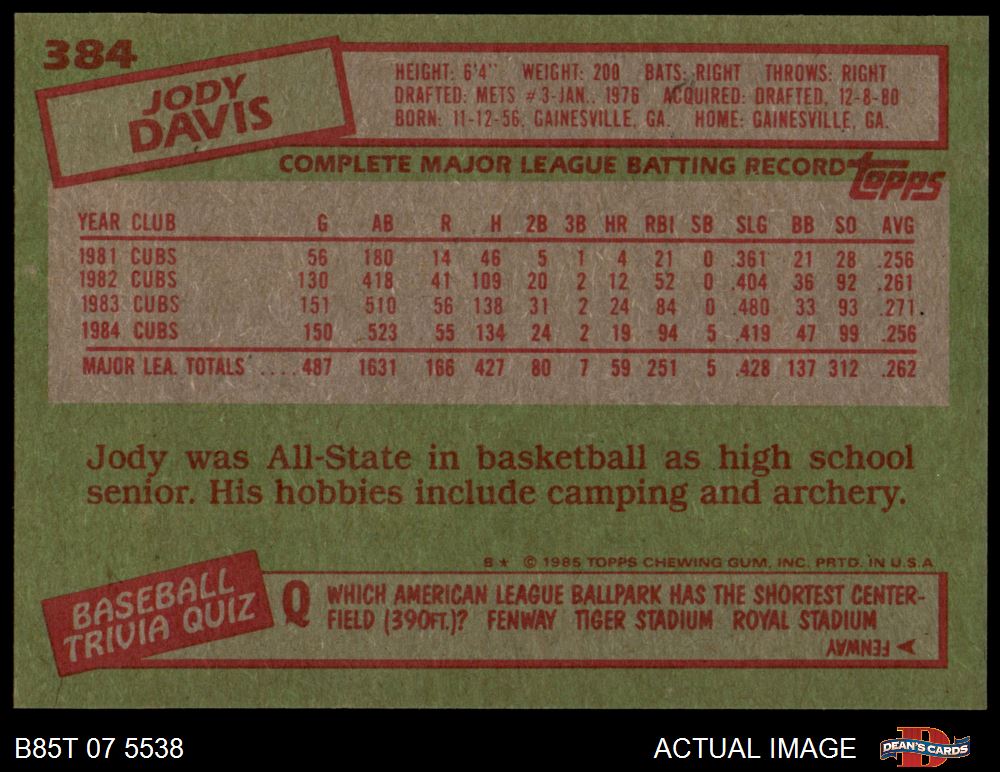 384
JODY
DAVIS
HEIGHT: 6'4" WEIGHT: 200 BATS: RIGHT THROWS: RIGHT
DRAFTED: METS #3-JAN., 1976 ACQUIRED: DRAFTED, 12-8-80
BORN: 11-12-56, GAINESVILLE, GA. HOME: GAINESVILLE, GA.
COMPLETE MAJOR LEAGUE BATTING RECORD topps
YEAR CLUB G AB R H 2B 3B HR RBI SB SLG BB SO AVG
1981 CUBS 56 180 14 46 5 1 4 21 0 .361 21 28 .256
1982 CUBS 130 418 41 109 20 2 12 52 0 .404 36 92 .261
1983 CUBS 151 510 56 138 31 2 24 84 0 .480 33 93 .271
1984 CUBS 150 523 55 134 24 2 19 94 5 .419 47 99 .256
MAJOR LEA. TOTALS ....487 1631 166 427 80 7 59 251 5 .428 137 312 .262
Jody was All-State in basketball as high school
senior. His hobbies include camping and archery.
B* © 1985 TOPPS CHEWING GUM, INC. PRTD. IN U.S.A
BASEBALL
TRIVIA QUIZ
Q WHICH AMERICAN LEAGUE BALLPARK HAS THE SHORTEST CENTER-
FIELD (390FT.)? FENWAY TIGER STADIUM ROYAL STADIUM
A FENWAY
B85T 07 5538
ACTUAL IMAGE
D
DEAN'S CARDS